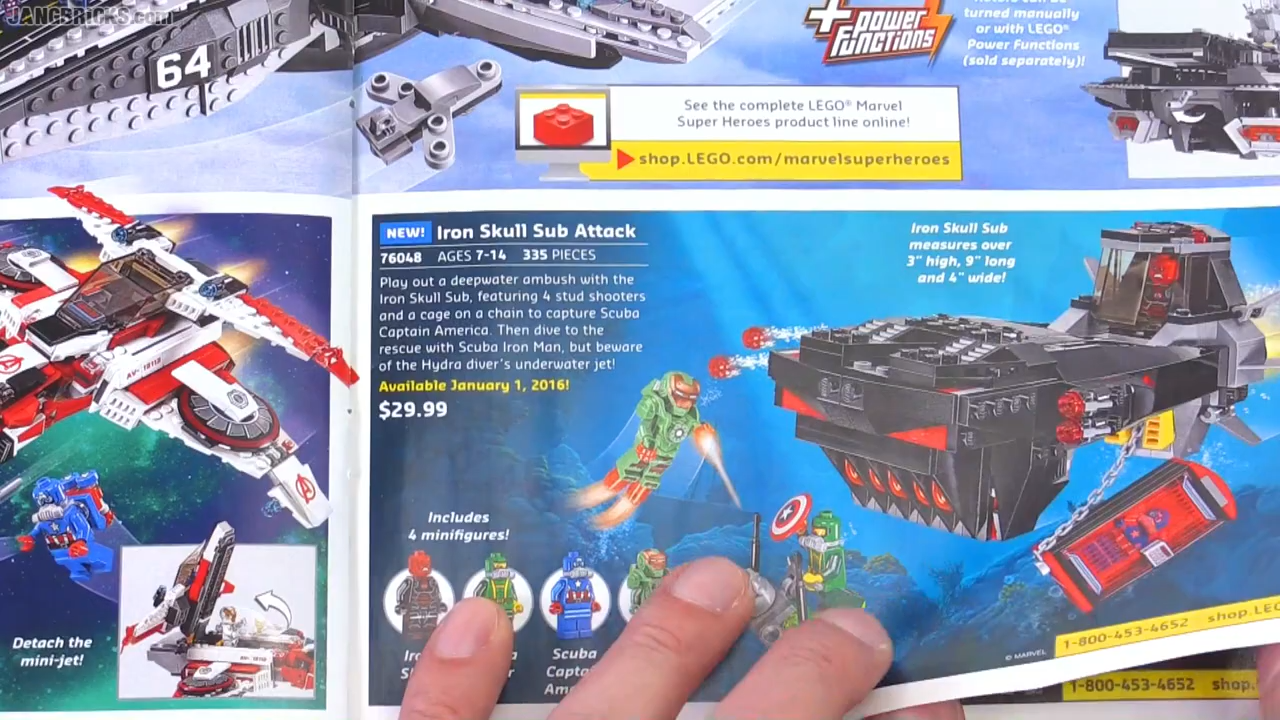 JANGBRICKS.com
64
power
FUNCTIONS
turned manually
or with LEGO®
Power Functions
(sold separately)!
See the complete LEGO® Marvel
Super Heroes product line online!
shop.LEGO.com/marvelsuperheroes
NEW! Iron Skull Sub Attack
76048 AGES 7-14 335 PIECES
Play out a deepwater ambush with the
Iron Skull Sub, featuring 4 stud shooters
and a cage on a chain to capture Scuba
Captain America. Then dive to the
rescue with Scuba Iron Man, but beware
of the Hydra diver's underwater jet!
Available January 1, 2016!
$29.99
Iron Skull Sub
measures over
3" high, 9" long
and 4" wide!
Includes
4 minifigures!
Scuba
Detach the
mini-jet!
© MARVEL
1-800-453-4652 shop.
1-800-453-4652 shop.